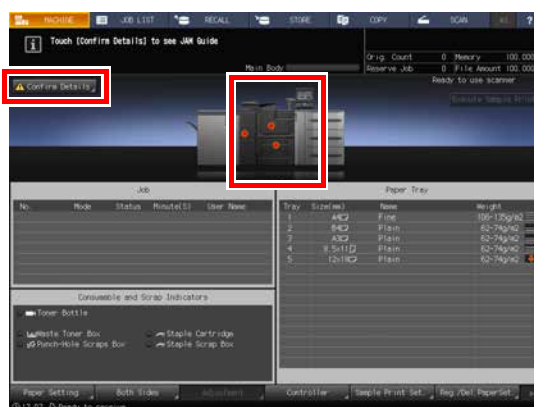 MACHINE JOB LIST RECALL STORE COPY SCAN ?
Touch [Confirm Details] to see JAM Guide
Main Body
Orig. Count 0 Memory 100.000
Reserve Job 0 File Amount 100.000
Confirm Details
Ready to use scanner
Execute Sample Print
Job
No. Mode Status Minute(S) User Name
Paper Tray
Tray Size(mm) Name Weight
1 A4 Fine 106-135g/m2
2 B4 Plain 62-74g/m2
3 A3 Plain 62-74g/m2
4 8.5x11 Plain 62-74g/m2
5 12x18 Plain 62-74g/m2
Consumable and Scrap Indicators
Toner Bottle
Waste Toner Box Staple Cartridge
Punch-Hole Scraps Box Staple Scrap Box
Paper Setting Both Sides Adjustment Controller Sample Print Set. Reg./Del. PaperSet.
Ready to receive